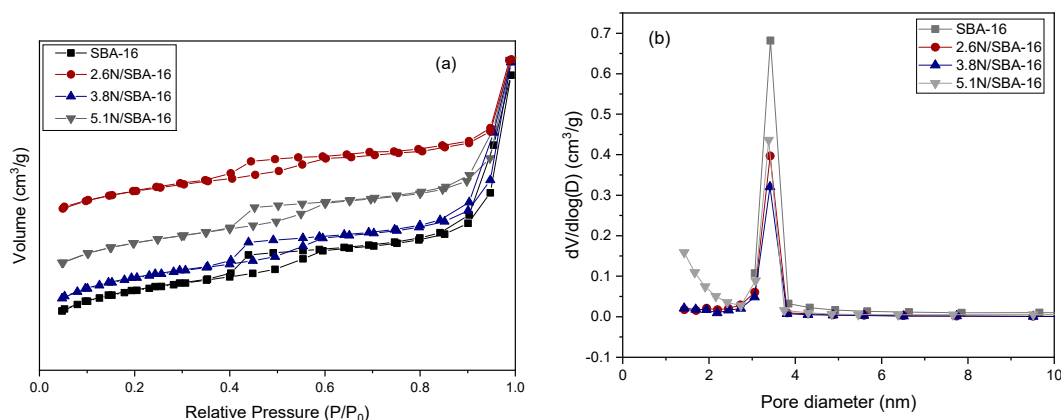 SBA-16
2.6N/SBA-16
3.8N/SBA-16
5.1N/SBA-16
(a)
Volume (cm³/g)
0.0 0.2 0.4 0.6 0.8 1.0
Relative Pressure (P/P₀)
(b)
SBA-16
2.6N/SBA-16
3.8N/SBA-16
5.1N/SBA-16
dV/dlog(D) (cm³/g)
0.7
0.6
0.5
0.4
0.3
0.2
0.1
0.0
-0.1
0 2 4 6 8 10
Pore diameter (nm)